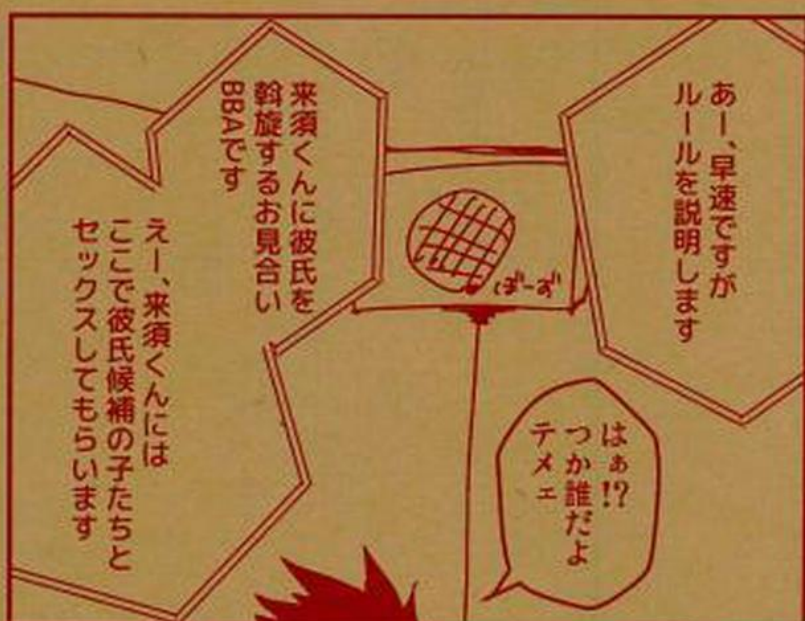 あー、早速ですが
ルールを説明します
ぼーず
はぁ!?
つか誰だよ
テメェ
来須くんに彼氏を
斡旋するお見合い
BBAです
えー、来須くんには
ここで彼氏候補の子たちと
セックスしてもらいます